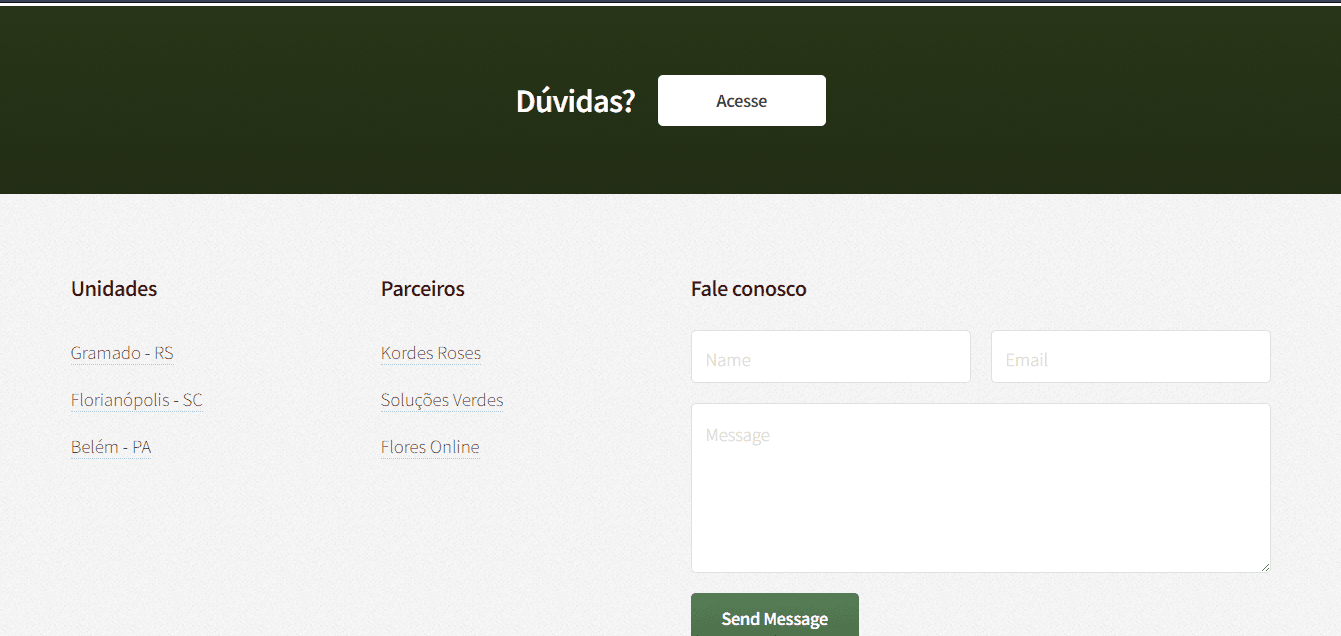 Dúvidas?
Acesse
Unidades
Gramado - RS
Florianópolis - SC
Belém - PA
Parceiros
Kordes Roses
Soluções Verdes
Flores Online
Fale conosco
Name
Email
Message
Send Message